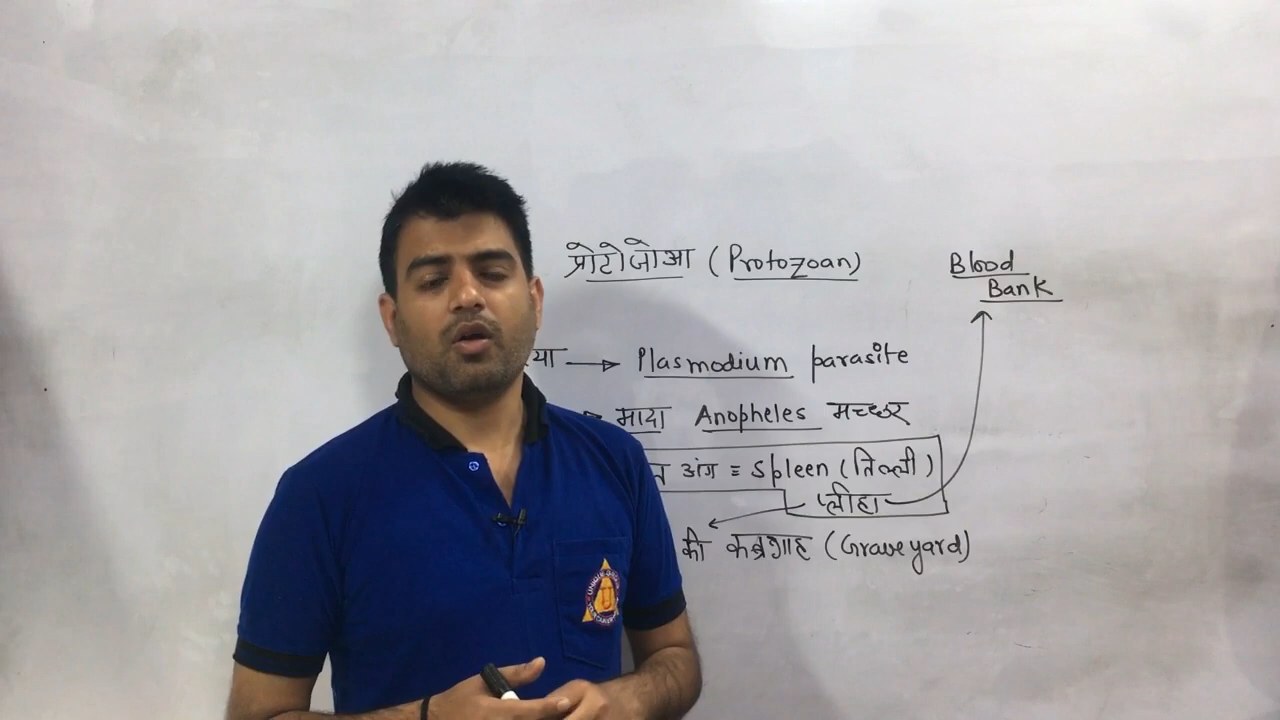 प्रोटोजोआ (Protozoan)
Blood
Bank
या → Plasmodium parasite
मादा Anopheles मच्छर
अंग = Spleen (तिल्ली)
प्लीहा
की कब्रगाह (Graveyard)